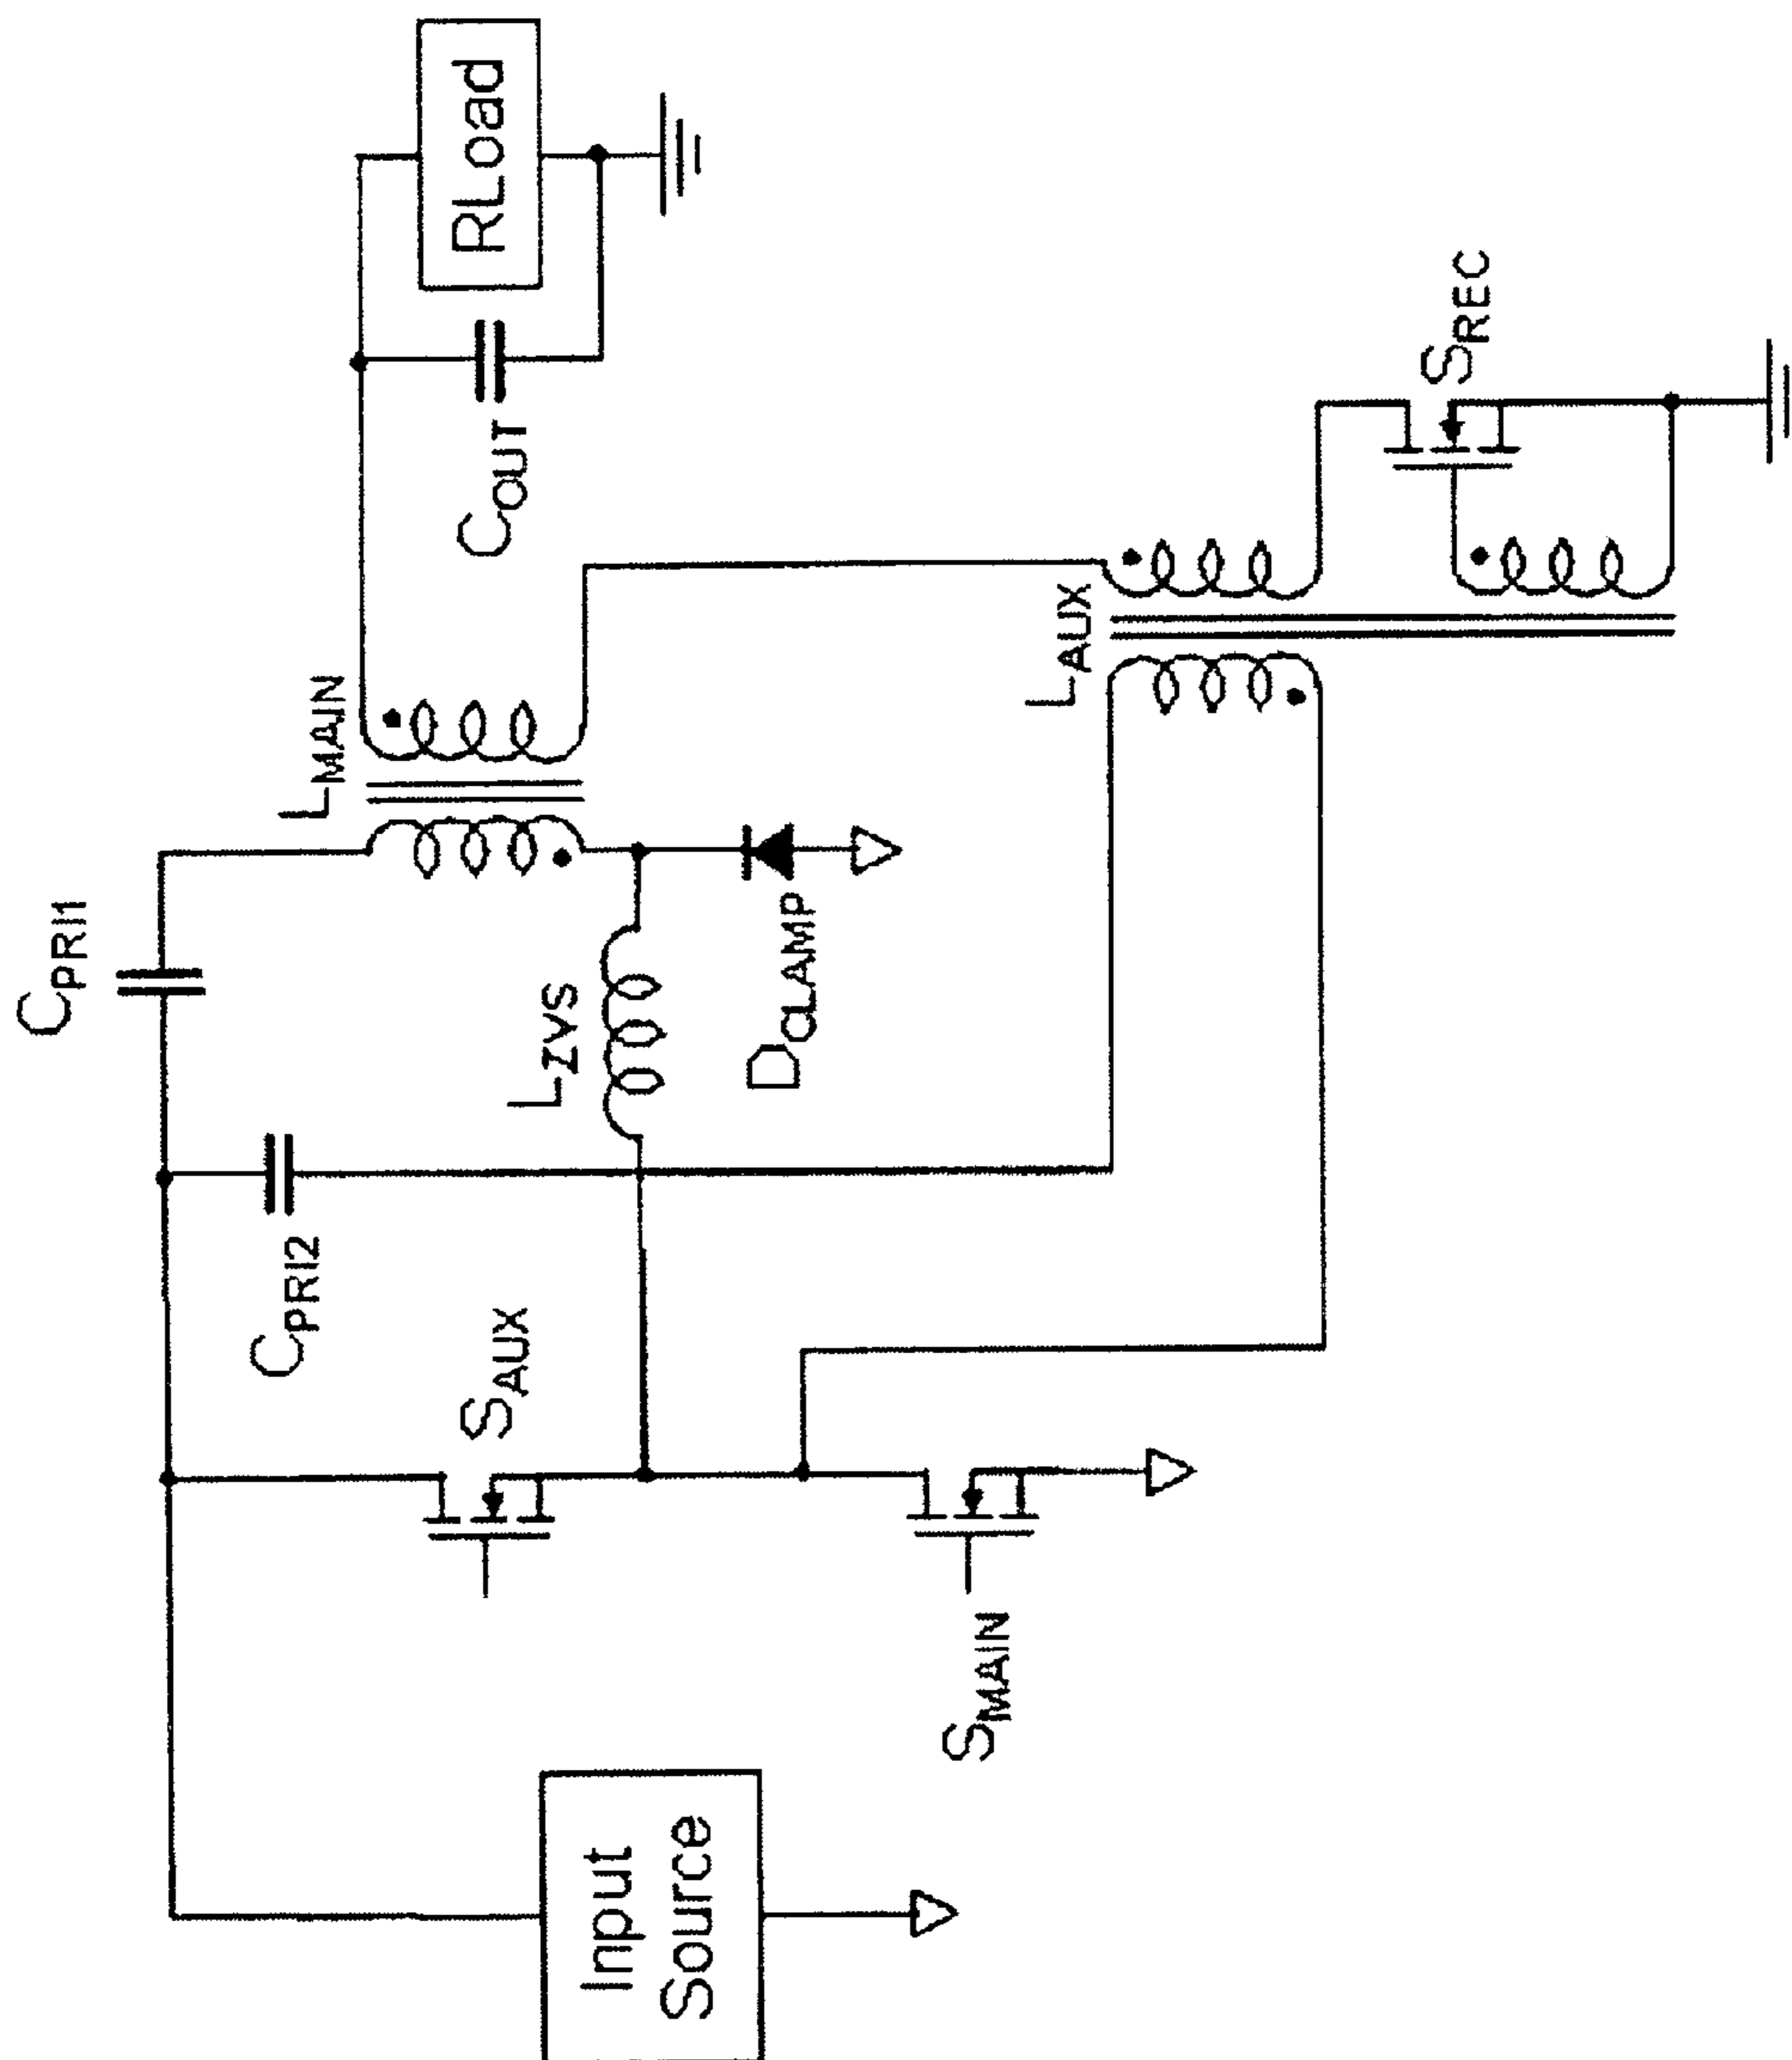 Input
Source
S_MAIN
S_AUX
C_PRI2
C_PRI1
L_ZVS
D_CLAMP
L_MAIN
L_AUX
C_OUT
RLoad
S_REC